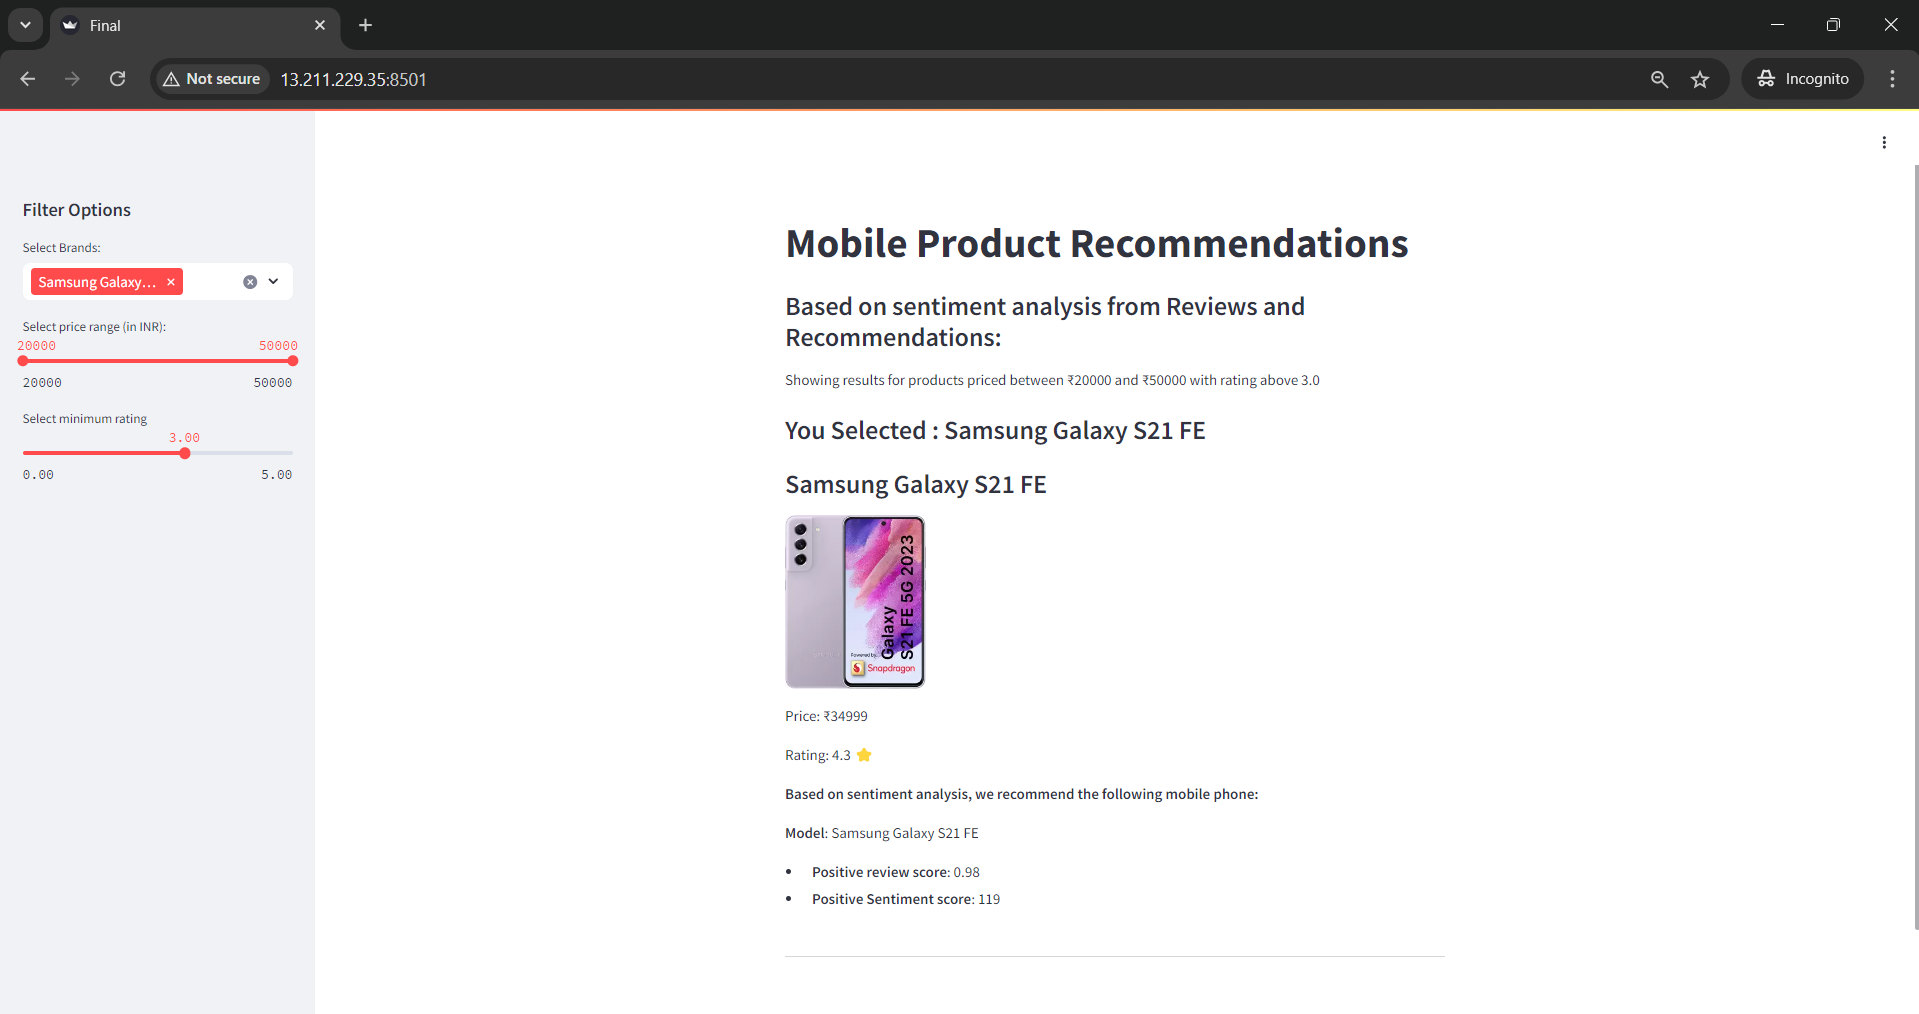 Final
Not secure
13.211.229.35:8501
Incognito
Filter Options
Select Brands:
Samsung Galaxy...
Select price range (in INR):
20000 50000
20000 50000
Select minimum rating
3.00
0.00 5.00
Mobile Product Recommendations
Based on sentiment analysis from Reviews and
Recommendations:
Showing results for products priced between ₹20000 and ₹50000 with rating above 3.0
You Selected : Samsung Galaxy S21 FE
Samsung Galaxy S21 FE
Galaxy
S21 FE 5G 2023
Powered by
Snapdragon
Price: ₹34999
Rating: 4.3 ⭐
Based on sentiment analysis, we recommend the following mobile phone:
Model: Samsung Galaxy S21 FE
• Positive review score: 0.98
• Positive Sentiment score: 119